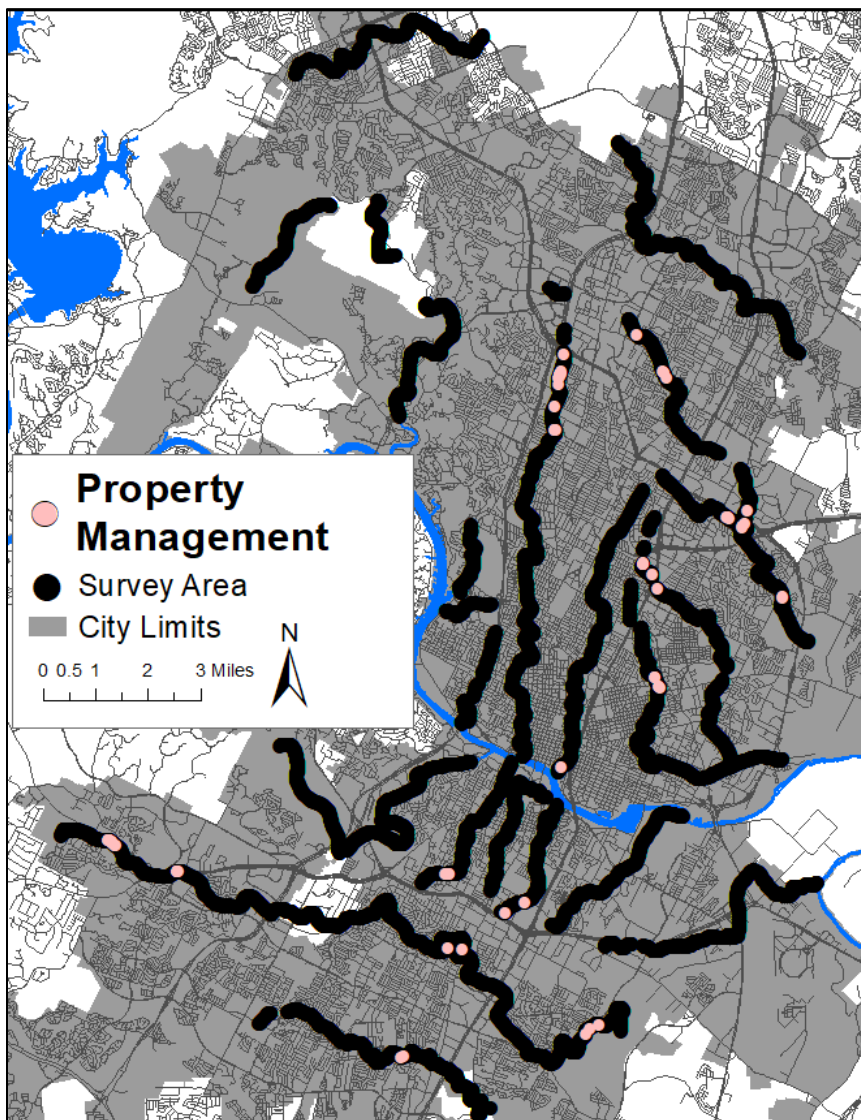 Property
Management
Survey Area
City Limits
N
0 0.5 1 2 3 Miles